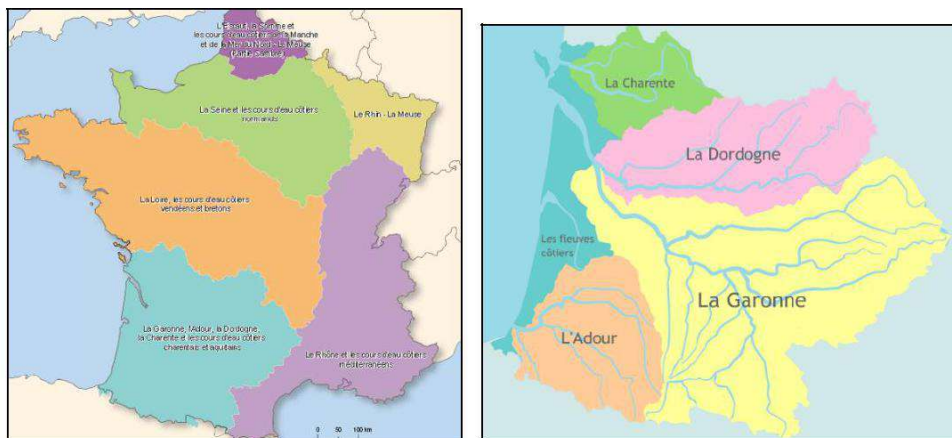 L'Escaut, la Somme et
les cours d'eau côtiers de la Manche
et de la Mer du Nord - La Meuse
(Partie Sambre)
La Seine et les cours d'eau côtiers
normands
Le Rhin - La Meuse
La Loire, les cours d'eau côtiers
vendéens et bretons
La Garonne, l'Adour, la Dordogne,
la Charente et les cours d'eau côtiers
charentais et aquitains
Le Rhône et les cours d'eau côtiers
méditerranéens
0 50 100 km
La Charente
La Dordogne
Les fleuves
côtiers
La Garonne
L'Adour